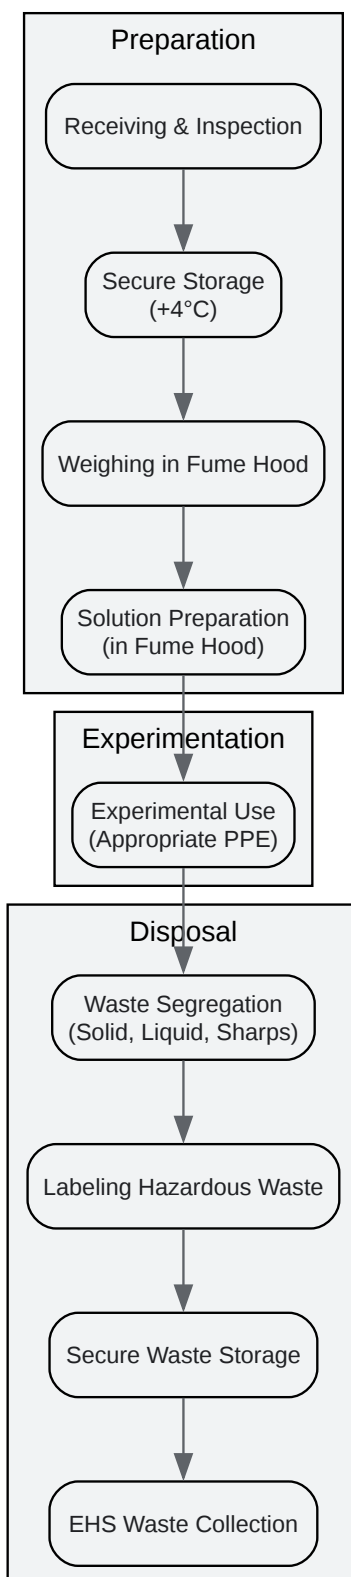 Preparation
Receiving & Inspection
Secure Storage
(+4°C)
Weighing in Fume Hood
Solution Preparation
(in Fume Hood)
Experimentation
Experimental Use
(Appropriate PPE)
Disposal
Waste Segregation
(Solid, Liquid, Sharps)
Labeling Hazardous Waste
Secure Waste Storage
EHS Waste Collection